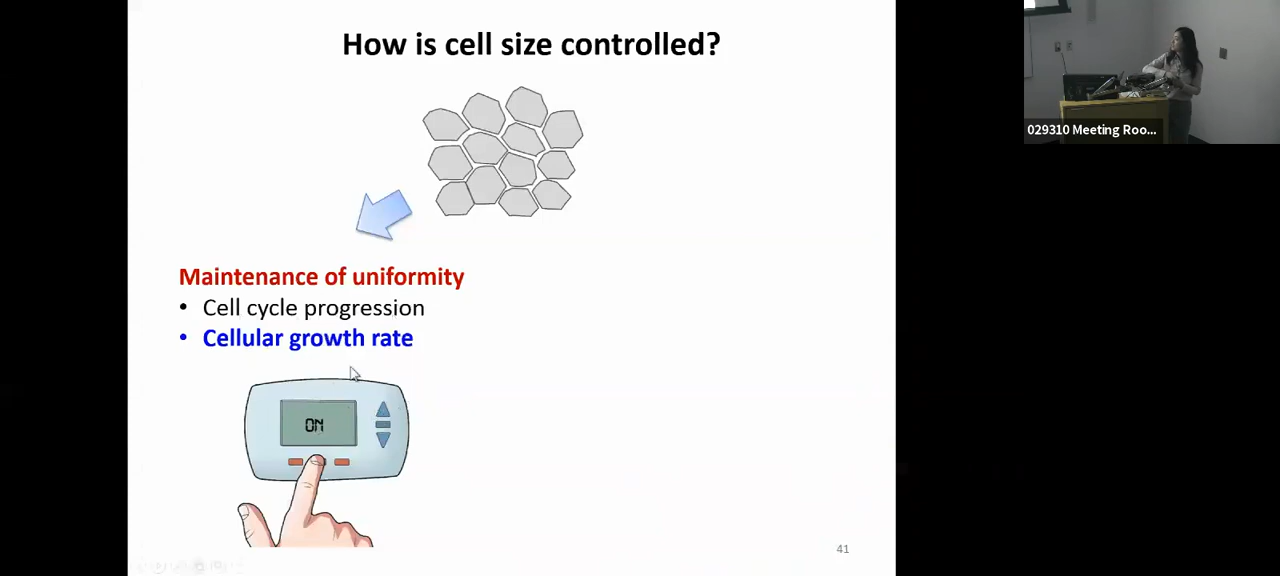 How is cell size controlled?
029310 Meeting Roo...
Maintenance of uniformity
• Cell cycle progression
• Cellular growth rate
ON
41